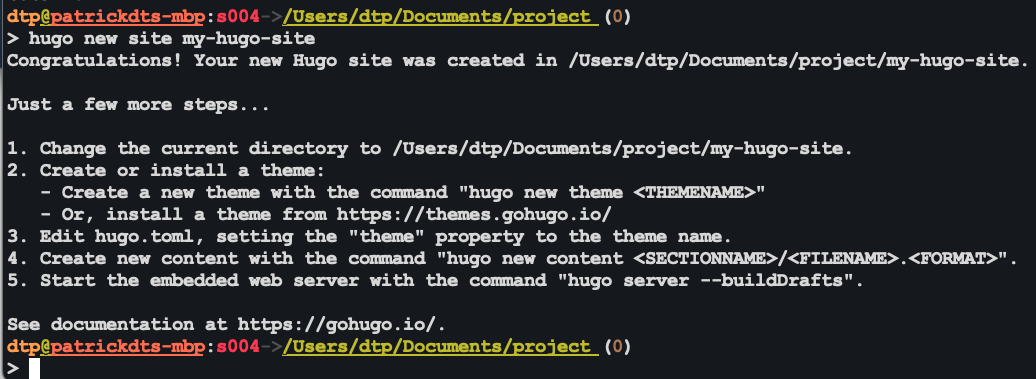 dtp@patrickdts-mbp:s004->/Users/dtp/Documents/project (0)
> hugo new site my-hugo-site
Congratulations! Your new Hugo site was created in /Users/dtp/Documents/project/my-hugo-site.

Just a few more steps...

1. Change the current directory to /Users/dtp/Documents/project/my-hugo-site.
2. Create or install a theme:
   - Create a new theme with the command "hugo new theme <THEMENAME>"
   - Or, install a theme from https://themes.gohugo.io/
3. Edit hugo.toml, setting the "theme" property to the theme name.
4. Create new content with the command "hugo new content <SECTIONNAME>/<FILENAME>.<FORMAT>".
5. Start the embedded web server with the command "hugo server --buildDrafts".

See documentation at https://gohugo.io/.
dtp@patrickdts-mbp:s004->/Users/dtp/Documents/project (0)
>